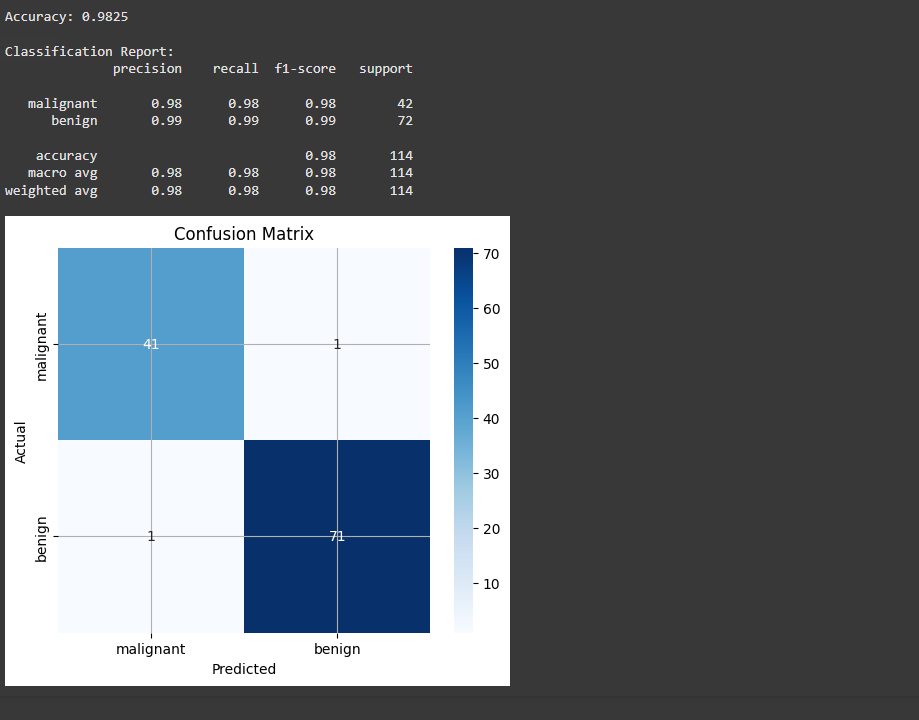 Accuracy: 0.9825
Classification Report:
precision recall f1-score support
malignant 0.98 0.98 0.98 42
benign 0.99 0.99 0.99 72
accuracy 0.98 114
macro avg 0.98 0.98 0.98 114
weighted avg 0.98 0.98 0.98 114
Confusion Matrix
70
60
50
40
30
20
10
Actual
malignant
benign
41 1
1 71
malignant benign
Predicted